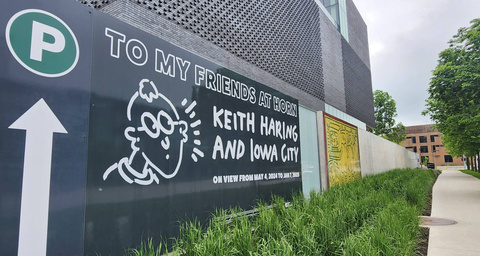 P
TO MY FRIENDS AT HORN
KEITH HARING
AND IOWA CITY
ON VIEW FROM MAY 4, 2024 TO JAN 7, 2025